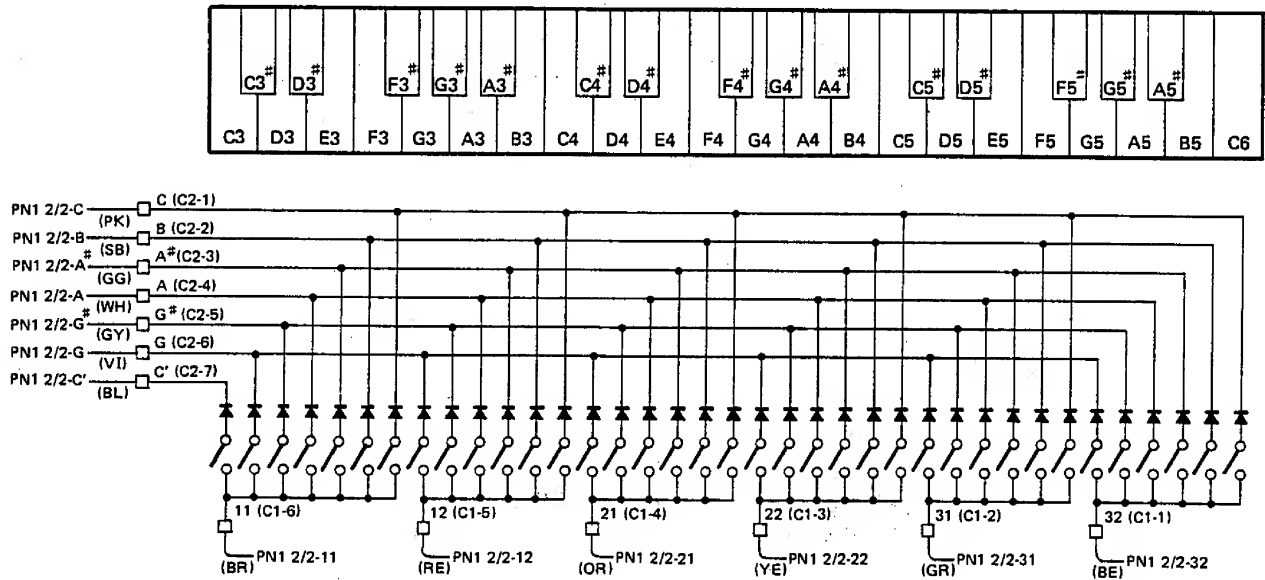 C3# D3# F3# G3# A3# C4# D4# F4# G4# A4# C5# D5# F5# G5# A5#
C3 D3 E3 F3 G3 A3 B3 C4 D4 E4 F4 G4 A4 B4 C5 D5 E5 F5 G5 A5 B5 C6
PN1 2/2-C (PK) C (C2-1)
PN1 2/2-B (SB) B (C2-2)
PN1 2/2-A# (GG) A# (C2-3)
PN1 2/2-A (WH) A (C2-4)
PN1 2/2-G# (GY) G# (C2-5)
PN1 2/2-G (VI) G (C2-6)
PN1 2/2-C' (BL) C' (C2-7)
11 (C1-6) 12 (C1-5) 21 (C1-4) 22 (C1-3) 31 (C1-2) 32 (C1-1)
(BR) PN1 2/2-11 (RE) PN1 2/2-12 (OR) PN1 2/2-21 (YE) PN1 2/2-22 (GR) PN1 2/2-31 (BE) PN1 2/2-32